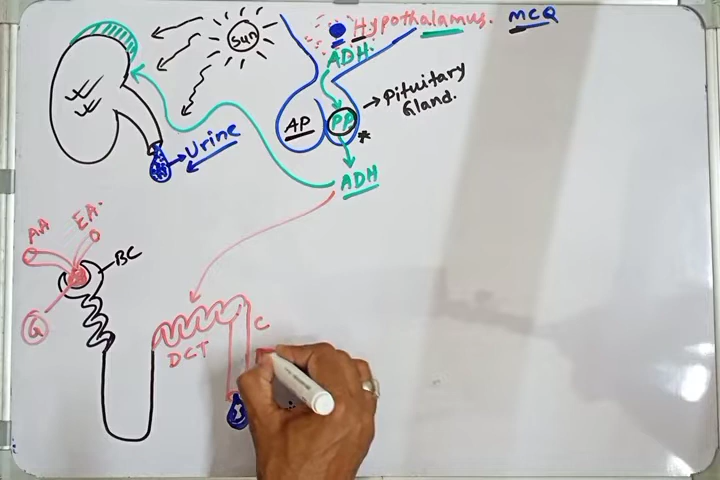 Sun
Hypothalamus. MCQ
ADH.
AP
PP
→ Pituitary
Gland.
*
→ Urine
ADH
AA
EA.
BC
G
DCT
C